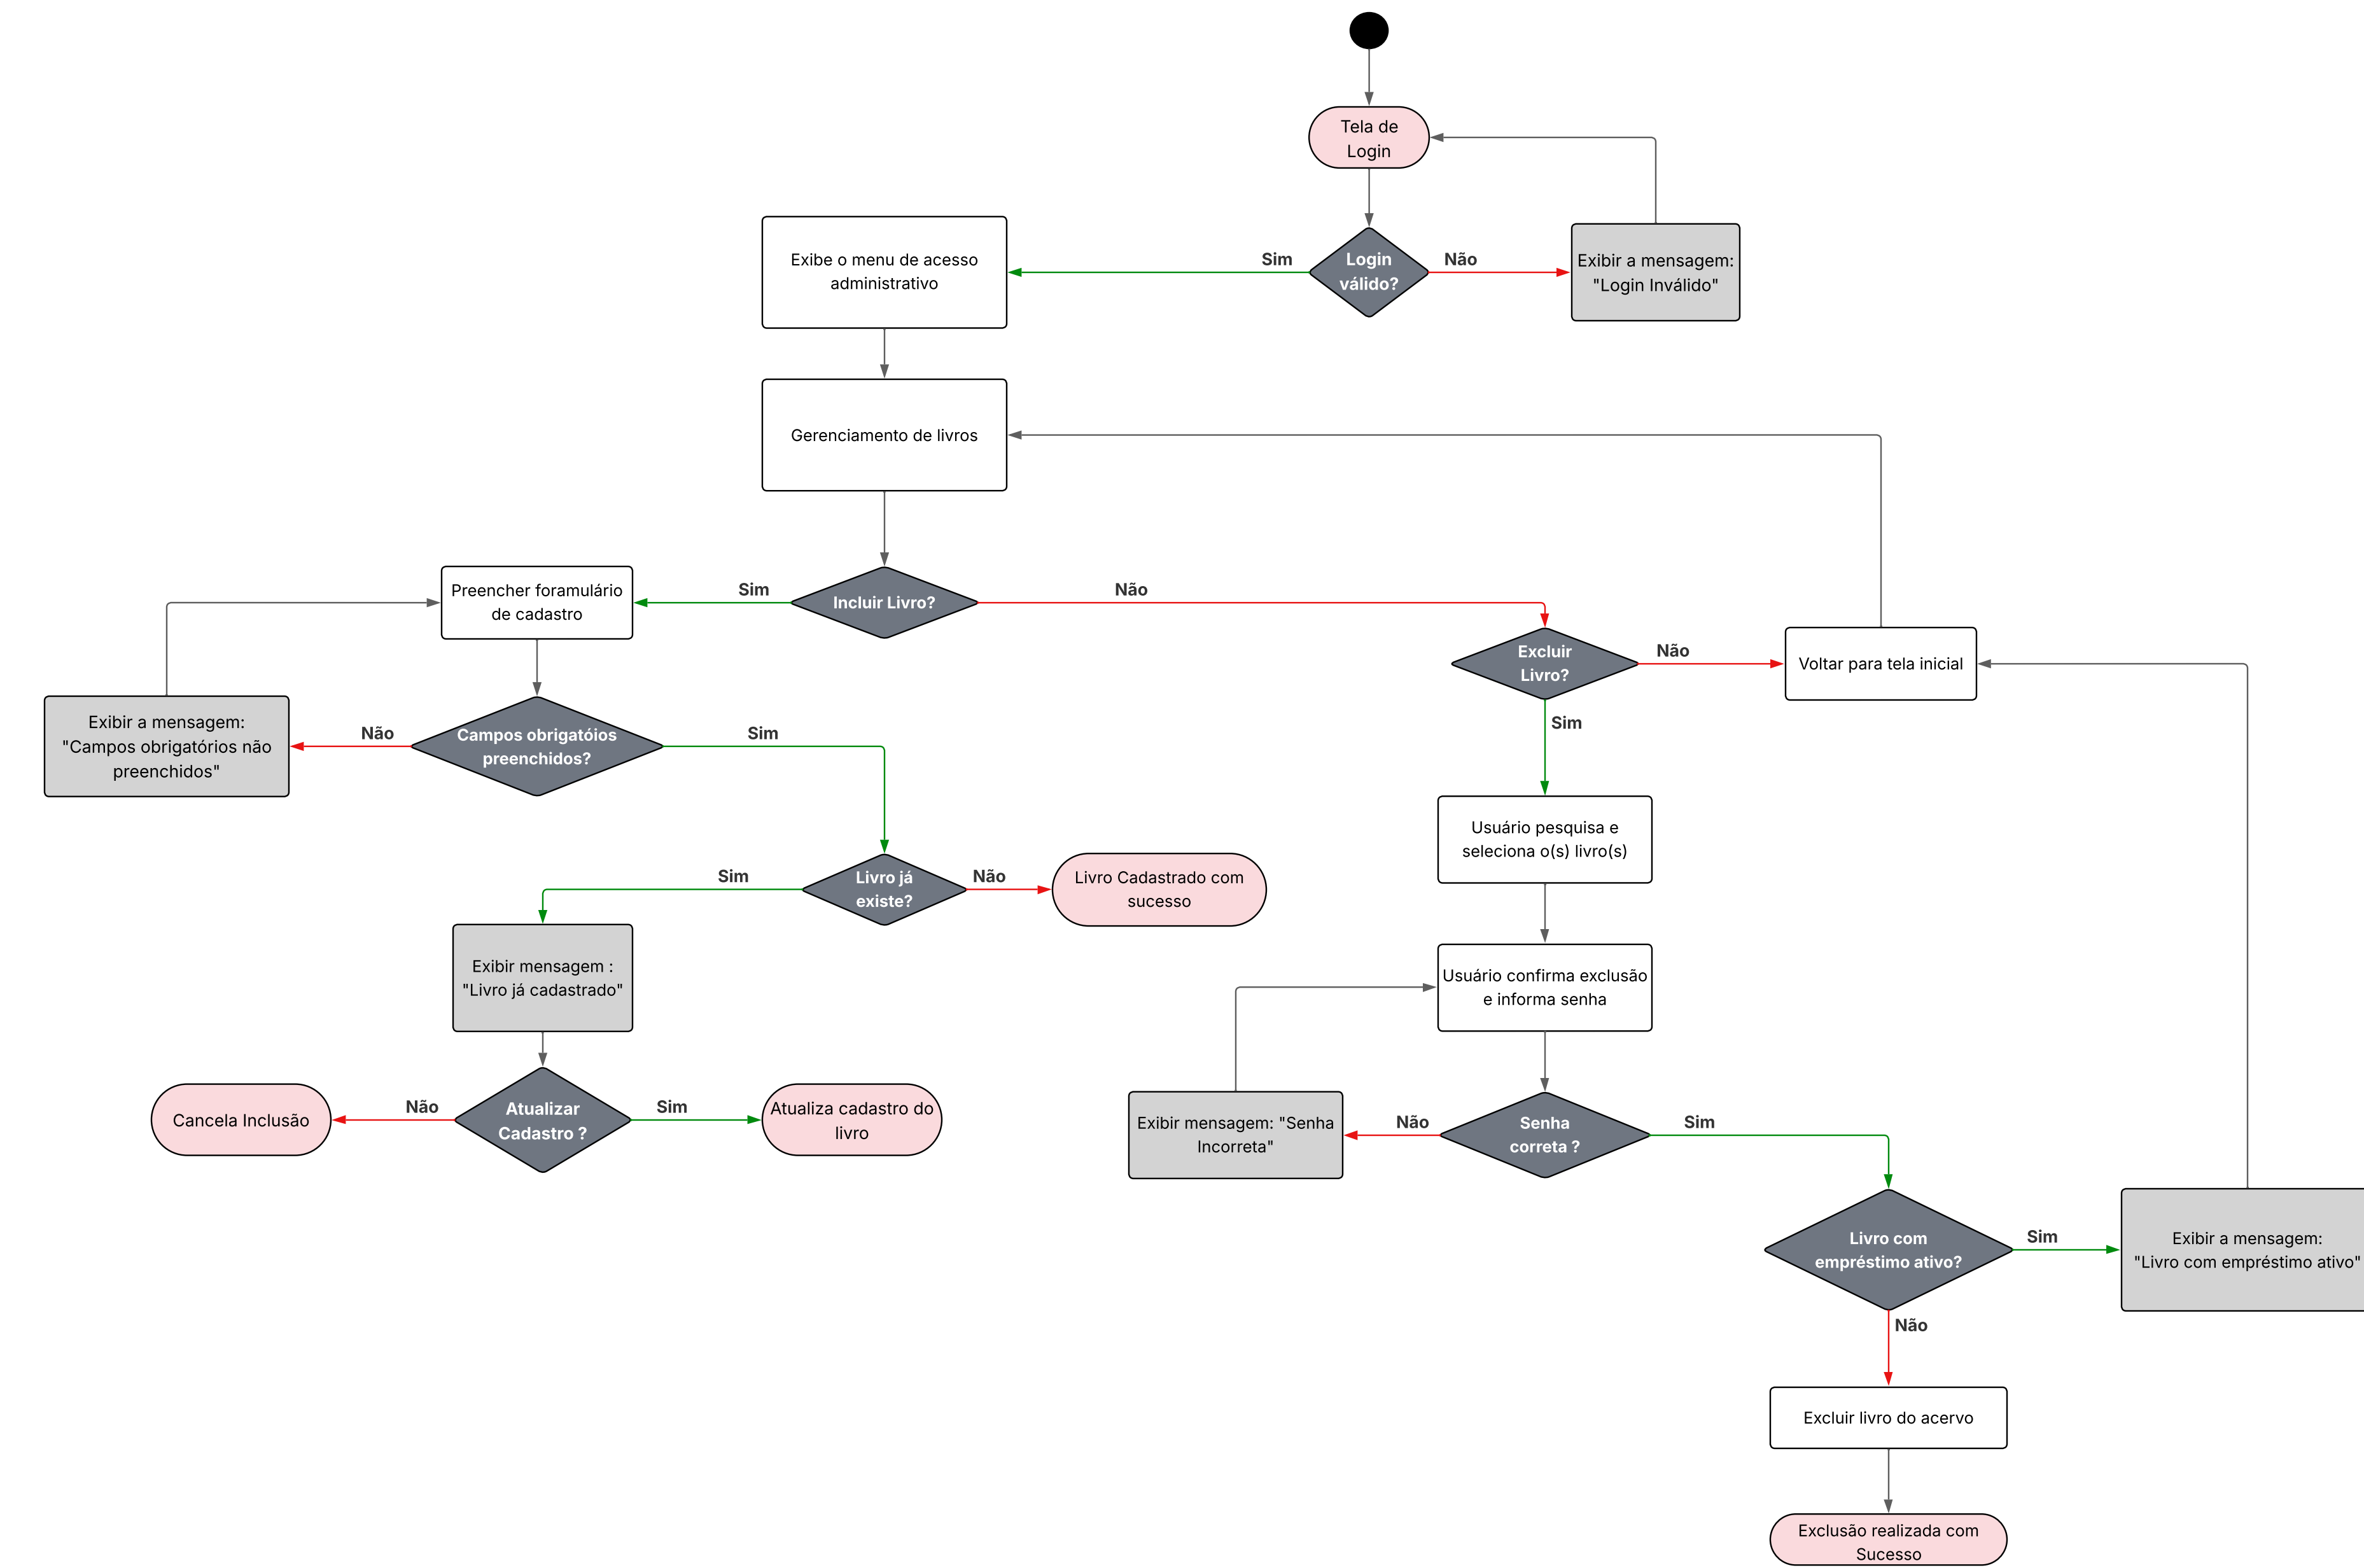 Tela de
Login
Exibe o menu de acesso
administrativo
Sim
Login
válido?
Não
Exibir a mensagem:
"Login Inválido"
Gerenciamento de livros
Preencher foramulário
de cadastro
Sim
Incluir Livro?
Não
Excluir
Livro?
Não
Voltar para tela inicial
Sim
Exibir a mensagem:
"Campos obrigatórios não
preenchidos"
Não
Campos obrigatóios
preenchidos?
Sim
Usuário pesquisa e
seleciona o(s) livro(s)
Sim
Livro já
existe?
Não
Livro Cadastrado com
sucesso
Exibir mensagem :
"Livro já cadastrado"
Usuário confirma exclusão
e informa senha
Cancela Inclusão
Não
Atualizar
Cadastro ?
Sim
Atualiza cadastro do
livro
Exibir mensagem: "Senha
Incorreta"
Não
Senha
correta ?
Sim
Livro com
empréstimo ativo?
Sim
Exibir a mensagem:
"Livro com empréstimo ativo"
Não
Excluir livro do acervo
Exclusão realizada com
Sucesso